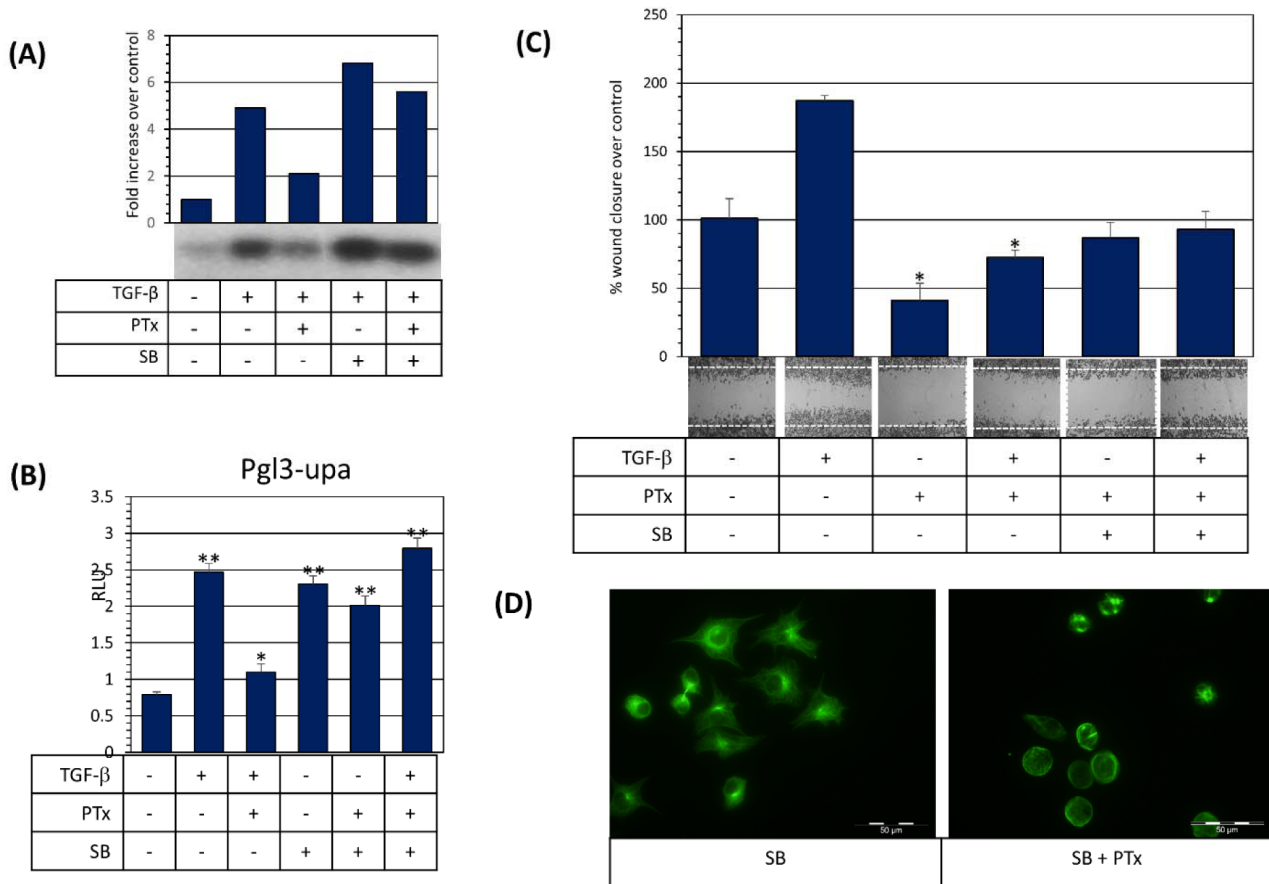 (A)
Fold increase over control
8
6
4
2
0
TGF-β - + + + +
PTx - - + - +
SB - - - + +
(B)
Pgl3-upa
RLU
3.5
3
2.5
2
1.5
1
0.5
0
** * ** ** **
TGF-β - + + - - +
PTx - - + - + +
SB - - - + + +
(C)
% wound closure over control
250
200
150
100
50
0
* *
TGF-β - + - + - +
PTx - - + + + +
SB - - - - + +
(D)
50 µm
50 µm
SB
SB + PTx